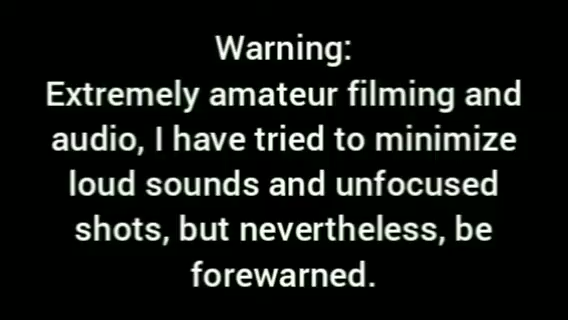 Warning:
Extremely amateur filming and
audio, I have tried to minimize
loud sounds and unfocused
shots, but nevertheless, be
forewarned.